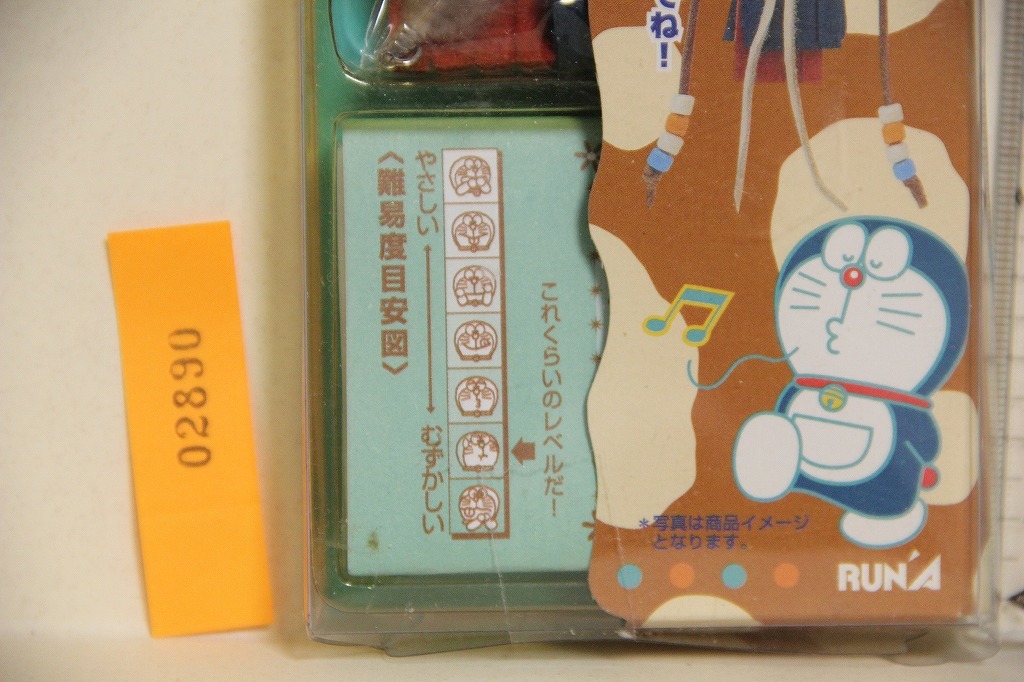 てね！
これくらいのレベルだ！
やさしい
むずかしい
〈難易度目安図〉
02890
＊写真は商品イメージ
となります。
RUN'A